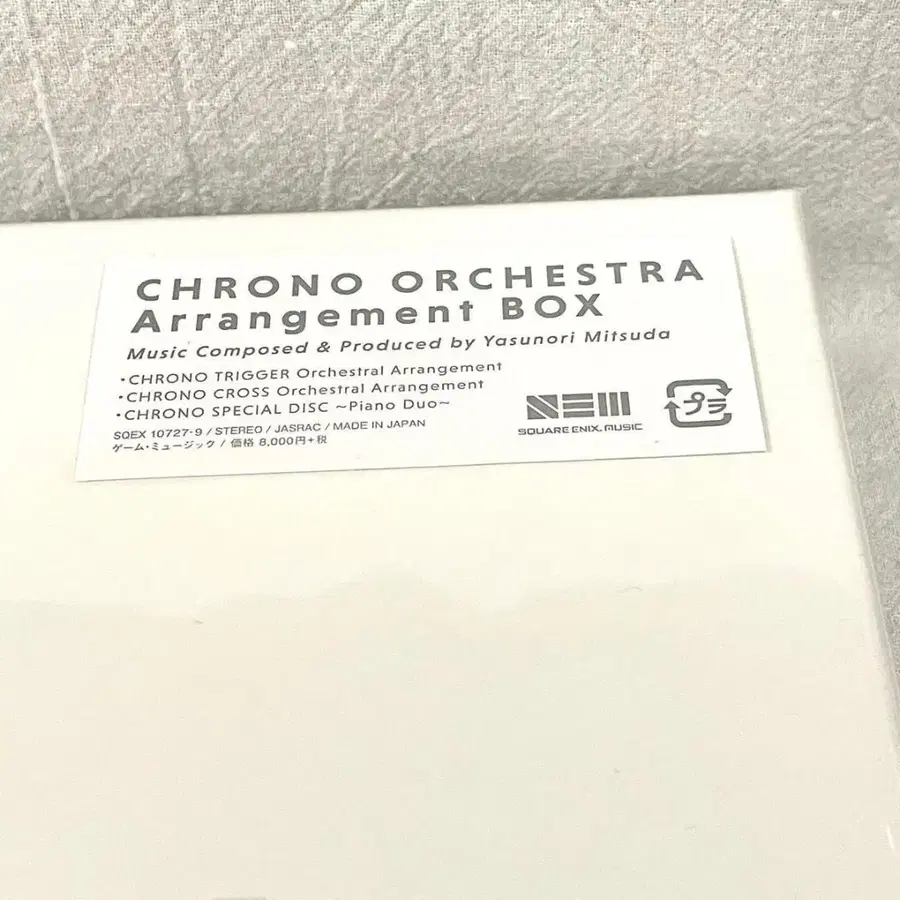 CHRONO ORCHESTRA
Arrangement BOX
Music Composed & Produced by Yasunori Mitsuda
・CHRONO TRIGGER Orchestral Arrangement
・CHRONO CROSS Orchestral Arrangement
・CHRONO SPECIAL DISC ~Piano Duo~
SQEX 10727-9 / STEREO / JASRAC / MADE IN JAPAN
ゲーム・ミュージック / 価格 8,000円+税
SEM
SQUARE ENIX. MUSIC
プラ